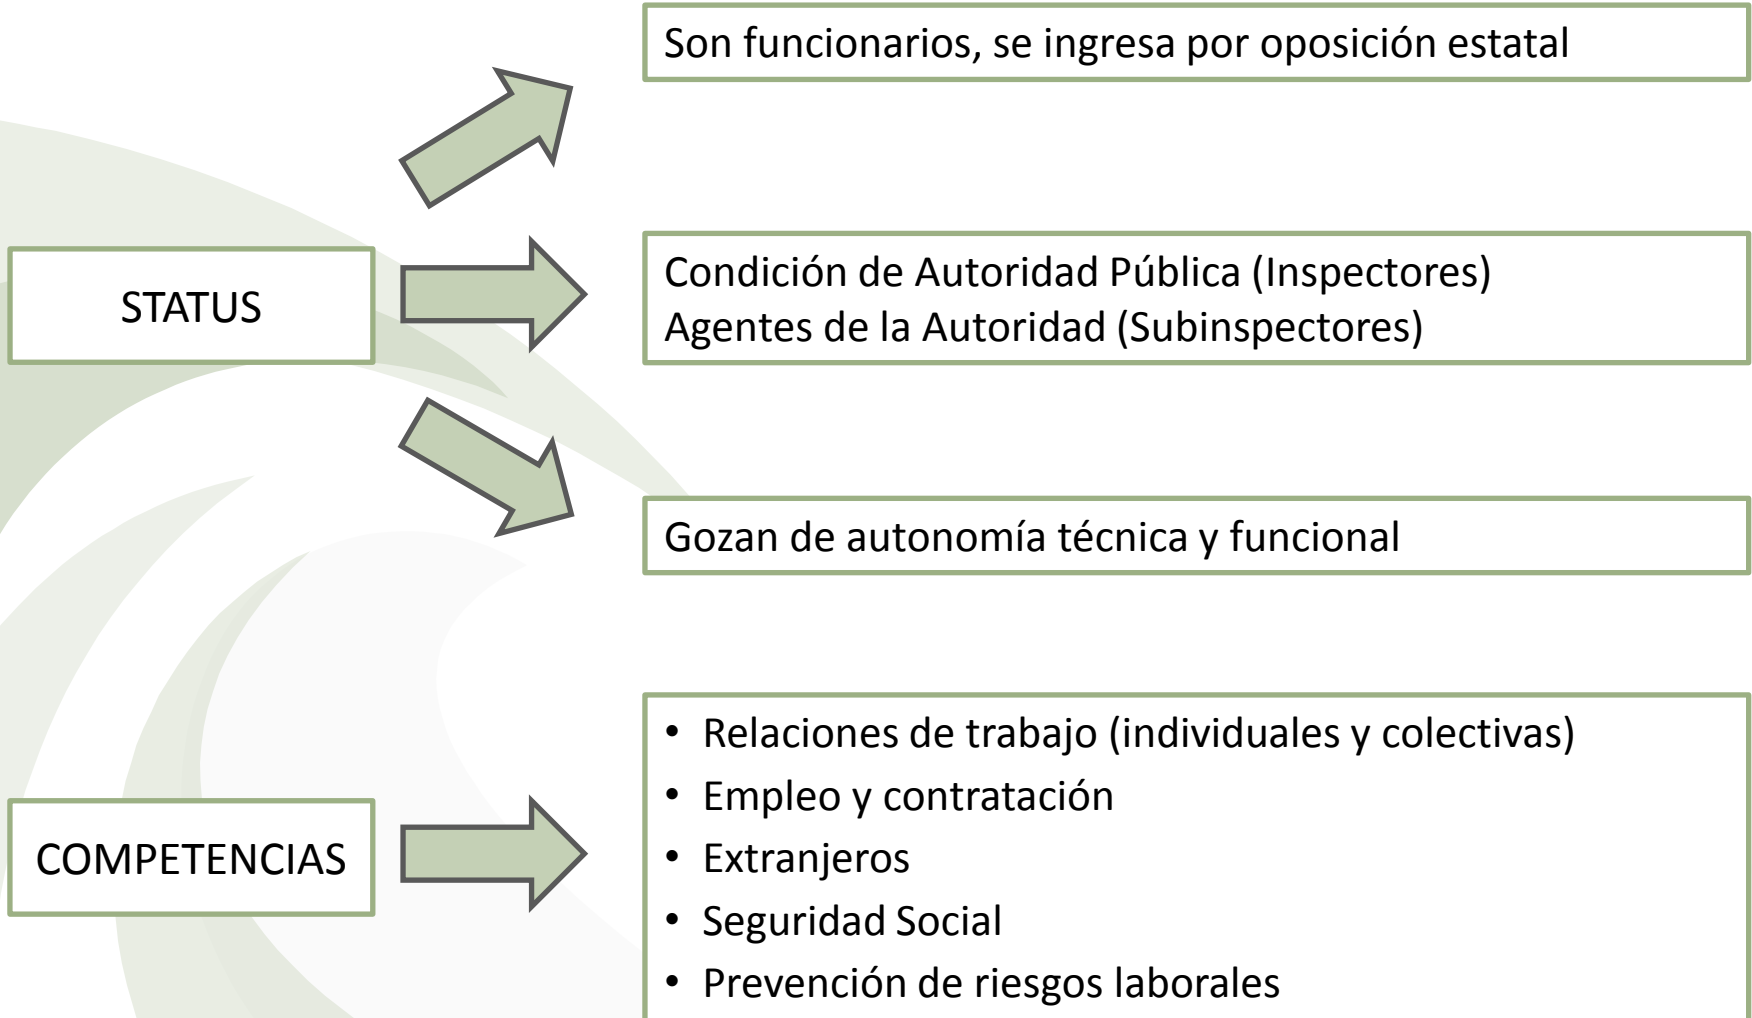 Son funcionarios, se ingresa por oposición estatal
STATUS
Condición de Autoridad Pública (Inspectores)
Agentes de la Autoridad (Subinspectores)
Gozan de autonomía técnica y funcional
COMPETENCIAS
• Relaciones de trabajo (individuales y colectivas)
• Empleo y contratación
• Extranjeros
• Seguridad Social
• Prevención de riesgos laborales